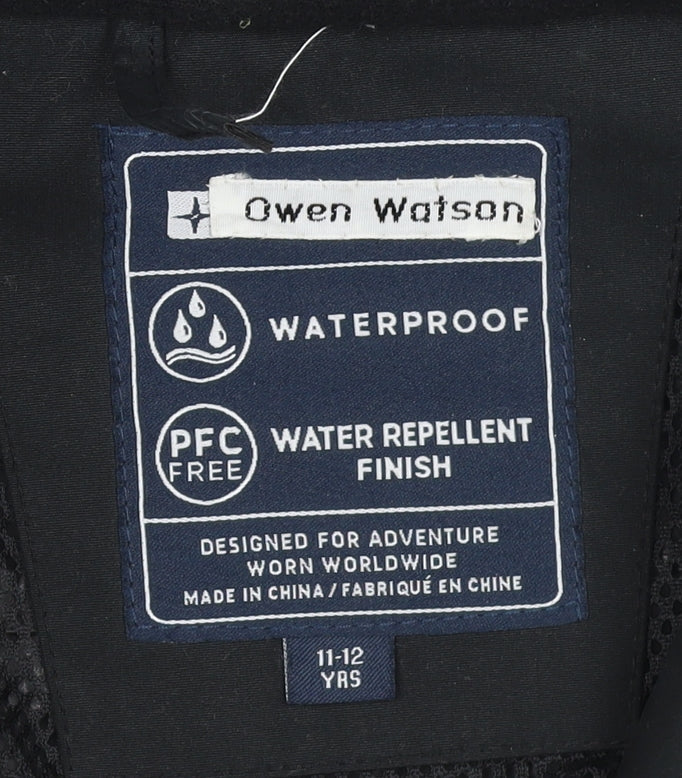 Owen Watson
WATERPROOF
PFC
FREE
WATER REPELLENT
FINISH
DESIGNED FOR ADVENTURE
WORN WORLDWIDE
MADE IN CHINA / FABRIQUÉ EN CHINE
11-12
YRS